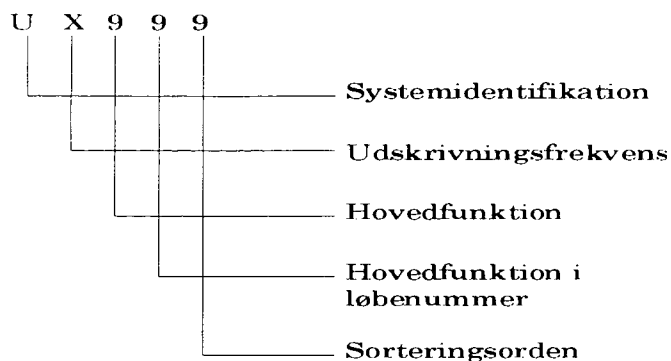 U X 9 9 9
Systemidentifikation
Udskrivningsfrekvens
Hovedfunktion
Hovedfunktion i
løbenummer
Sorteringsorden